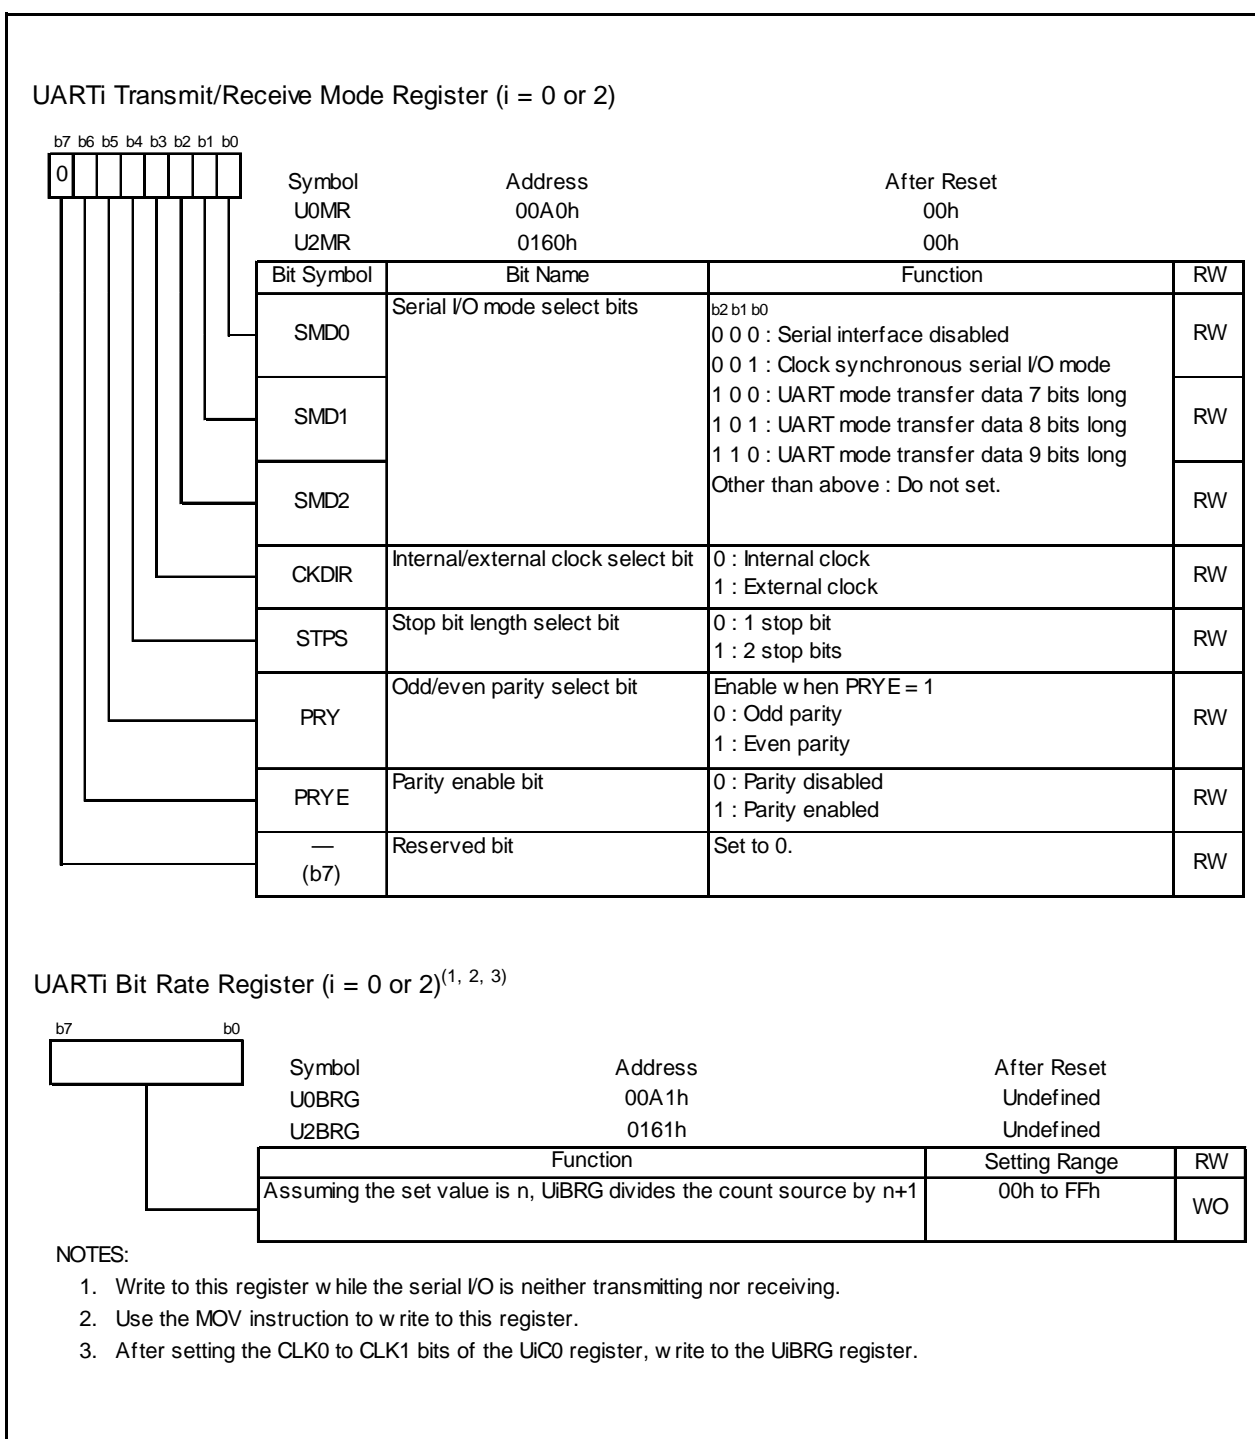 UARTi Transmit/Receive Mode Register (i = 0 or 2)
b7 b6 b5 b4 b3 b2 b1 b0
0
Symbol Address After Reset
U0MR 00A0h 00h
U2MR 0160h 00h
Bit Symbol Bit Name Function RW
SMD0 Serial I/O mode select bits b2 b1 b0 RW
0 0 0 : Serial interface disabled
0 0 1 : Clock synchronous serial I/O mode
SMD1 1 0 0 : UART mode transfer data 7 bits long RW
1 0 1 : UART mode transfer data 8 bits long
1 1 0 : UART mode transfer data 9 bits long
SMD2 Other than above : Do not set. RW
CKDIR Internal/external clock select bit 0 : Internal clock RW
1 : External clock
STPS Stop bit length select bit 0 : 1 stop bit RW
1 : 2 stop bits
PRY Odd/even parity select bit Enable when PRYE = 1 RW
0 : Odd parity
1 : Even parity
PRYE Parity enable bit 0 : Parity disabled RW
1 : Parity enabled
— Reserved bit Set to 0. RW
(b7)
UARTi Bit Rate Register (i = 0 or 2)(1, 2, 3)
b7 b0
Symbol Address After Reset
U0BRG 00A1h Undefined
U2BRG 0161h Undefined
Function Setting Range RW
Assuming the set value is n, UiBRG divides the count source by n+1 00h to FFh WO
NOTES:
1. Write to this register while the serial I/O is neither transmitting nor receiving.
2. Use the MOV instruction to write to this register.
3. After setting the CLK0 to CLK1 bits of the UiC0 register, write to the UiBRG register.